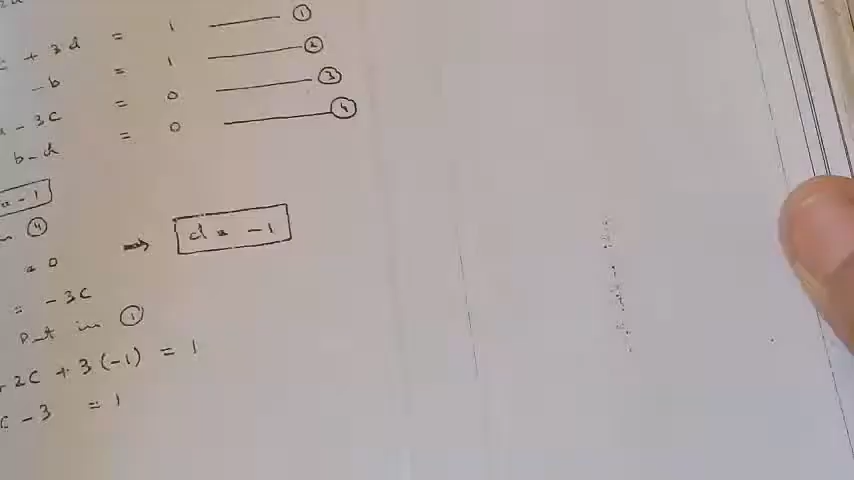 c + 3d = 1 ①
-b = 1 ②
a - 3c = 0 ③
b - d = 0 ④
a - 1
in ④
= 0 → d = -1
= -3c
Put in ①
+ 2c + 3(-1) = 1
c - 3 = 1